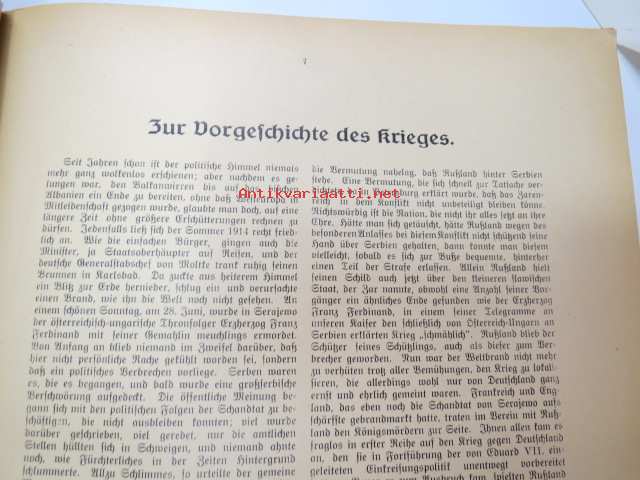 7
Zur Vorgeschichte des Krieges.
Seit Jahren schon ist der politische Himmel niemals
mehr ganz wolkenlos erschienen; aber nachdem es ge-
lungen war, den Balkanwirren bis auf
Albanien ein Ende zu bereiten, ohne daß Westeuropa in
Mitleidenschaft gezogen wurde, glaubte man doch, auf eine
längere Zeit ohne größere Erschütterungen rechnen zu
dürfen. Jedenfalls ließ sich der Sommer 1914 recht fried-
lich an. Wie die einfachen Bürger, gingen auch die
Minister, ja Staatsoberhäupter auf Reisen, und der
deutsche Generalstabschef von Moltke trank ruhig seinen
Brunnen in Karlsbad. Da zuckte aus heiterem Himmel
ein Blitz zur Erde hernieder, schlug ein und verursachte
einen Brand, wie ihn die Welt noch nicht gesehen. An
einem schönen Sonntag, am 28. Juni, wurde in Serajewo
der österreichisch-ungarische Thronfolger Erzherzog Franz
Ferdinand mit seiner Gemahlin meuchlings ermordet.
Von Anfang an blieb niemand im Zweifel darüber, daß
hier nicht persönliche Rache gekühlt worden sei, sondern
daß ein politisches Verbrechen vorliege. Serben waren
es, die es begangen, und bald wurde eine großserbische
Verschwörung aufgedeckt. Die öffentliche Meinung be-
gann sich mit den politischen Folgen der Schandtat zu be-
schäftigen, die nicht ausbleiben konnten; viel wurde
darüber geschrieben, viel geredet, nur die amtlichen
Stellen hüllten sich in Schweigen, und niemand ahnte
noch, wie Fürchterliches in der Zeiten Hintergrund
schlummerte. Allzu Schlimmes, so urteilte der gemeine
die Vermutung nahelag, daß Rußland hinter Serbien
stehe. Eine Vermutung, die sich schnell zur Tatsache ver-
burg erklärt wurde, daß das Zaren-
reich in dem Konflikt nicht unbeteiligt bleiben könne.
Nichtswürdig ist die Nation, die nicht ihr alles setzt an ihre
Ehre. Hätte man sich getäuscht, hätte Rußland wegen des
besonderen Anlasses bei diesem Konflikt nicht schützend seine
Hand über Serbien gehalten, dann konnte man diesem
vielleicht, sobald es sich zur Buße bequemte, hinterher
einen Teil der Strafe erlassen. Allein Rußland hielt
seinen Schild auch jetzt über den kleineren slawischen
Staat, der Zar nannte, obwohl eine Anzahl seiner Vor-
gänger ein ähnliches Ende gefunden wie der Erzherzog
Franz Ferdinand, in einem seiner Telegramme an
unseren Kaiser den schließlich von Österreich-Ungarn an
Serbien erklärten Krieg „schmählich“. Rußland blieb der
Schützer seines Schützlings, auch als dieser zum Ver-
brecher geworden. Nun war der Weltbrand nicht mehr
zu verhüten trotz aller Bemühungen, den Krieg zu lokali-
sieren, die allerdings wohl nur von Deutschland ganz
ernst und ehrlich gemeint waren. Frankreich und Eng-
land, das eben noch die Schandtat von Serajewo aufs
schärfste gebrandmarkt hatte, traten im Verein mit Ruß-
land den Königsmördern zur Seite. Ihnen allen kam es
fraglos in erster Reihe auf den Krieg gegen Deutschland
an, den sie in Fortführung der von Eduard VII. ein-
geleiteten Einkreisungspolitik unentwegt vorbereitet
zum Ausbruch kam, spielten Rußland
Antikvariaatti.net